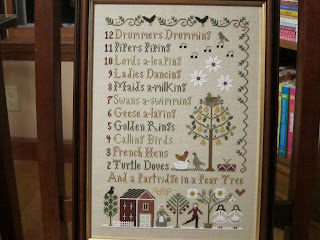 12 Drummers Drumming
11 Pipers Piping
10 Lords a-leaping
9 Ladies Dancing
8 Maids a-milking
7 Swans a-swimming
6 Geese a-laying
5 Golden Rings
4 Calling Birds
3 French Hens
2 Turtle Doves
And a Partridge in a Pear Tree